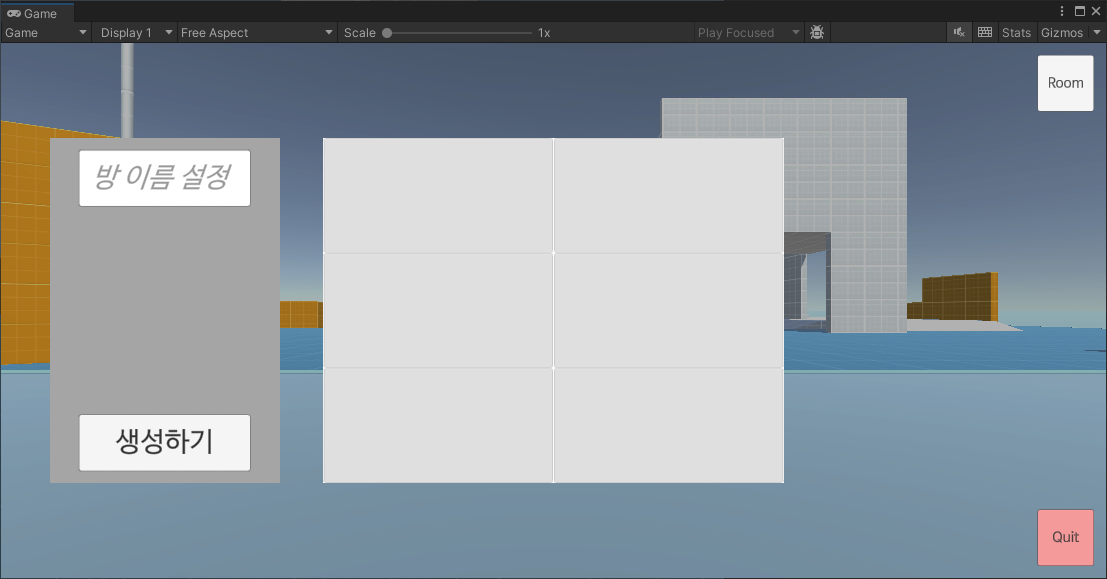 Game
Game Display 1 Free Aspect Scale 1x Play Focused Stats Gizmos
Room
방 이름 설정
생성하기
Quit